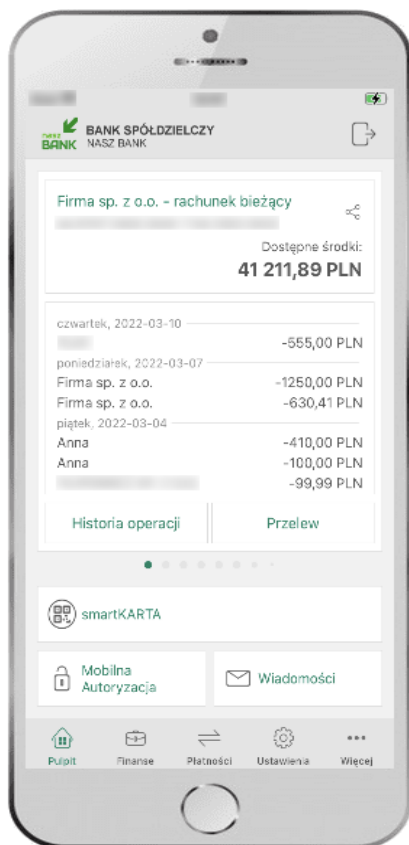 nasz
BANK
BANK SPÓŁDZIELCZY
NASZ BANK
Firma sp. z o.o. – rachunek bieżący
Dostępne środki:
41 211,89 PLN
czwartek, 2022-03-10
-555,00 PLN
poniedziałek, 2022-03-07
Firma sp. z o.o. -1250,00 PLN
Firma sp. z o.o. -630,41 PLN
piątek, 2022-03-04
Anna -410,00 PLN
Anna -100,00 PLN
-99,99 PLN
Historia operacji Przelew
smartKARTA
Mobilna
Autoryzacja
Wiadomości
Pulpit Finanse Płatności Ustawienia Więcej